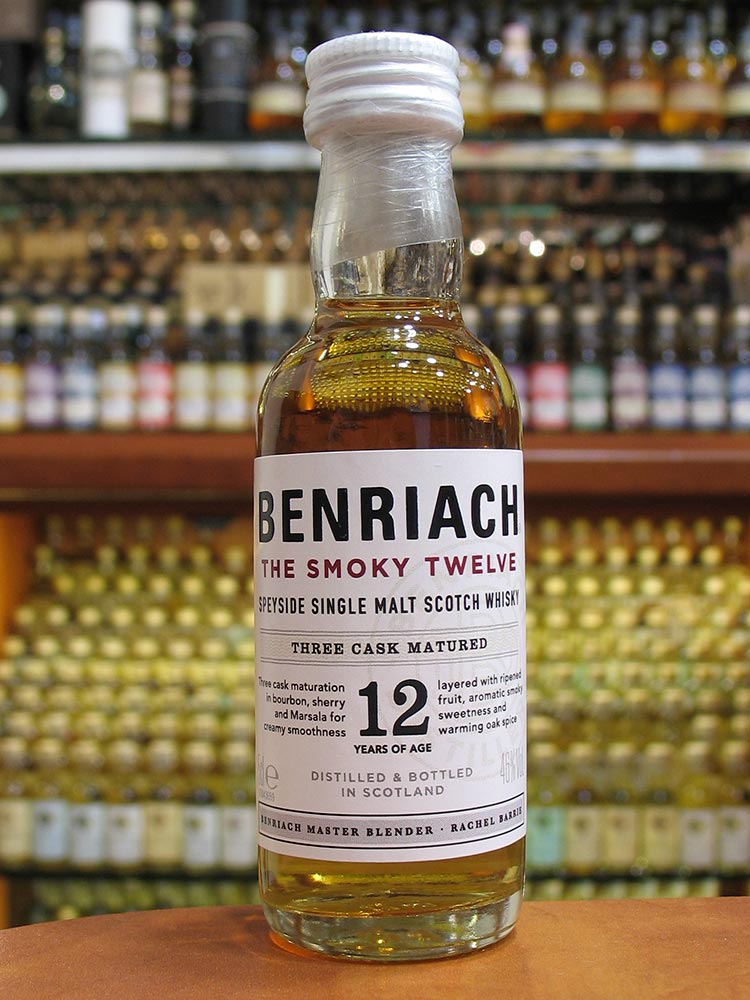 BENRIACH
THE SMOKY TWELVE
SPEYSIDE SINGLE MALT SCOTCH WHISKY
THREE CASK MATURED
Three cask maturation
in bourbon, sherry
and Marsala for
creamy smoothness
12
YEARS OF AGE
layered with ripened
fruit, aromatic smoky
sweetness and
warming oak spice
DISTILLED & BOTTLED
IN SCOTLAND
46%
BENRIACH MASTER BLENDER · RACHEL BARRIE